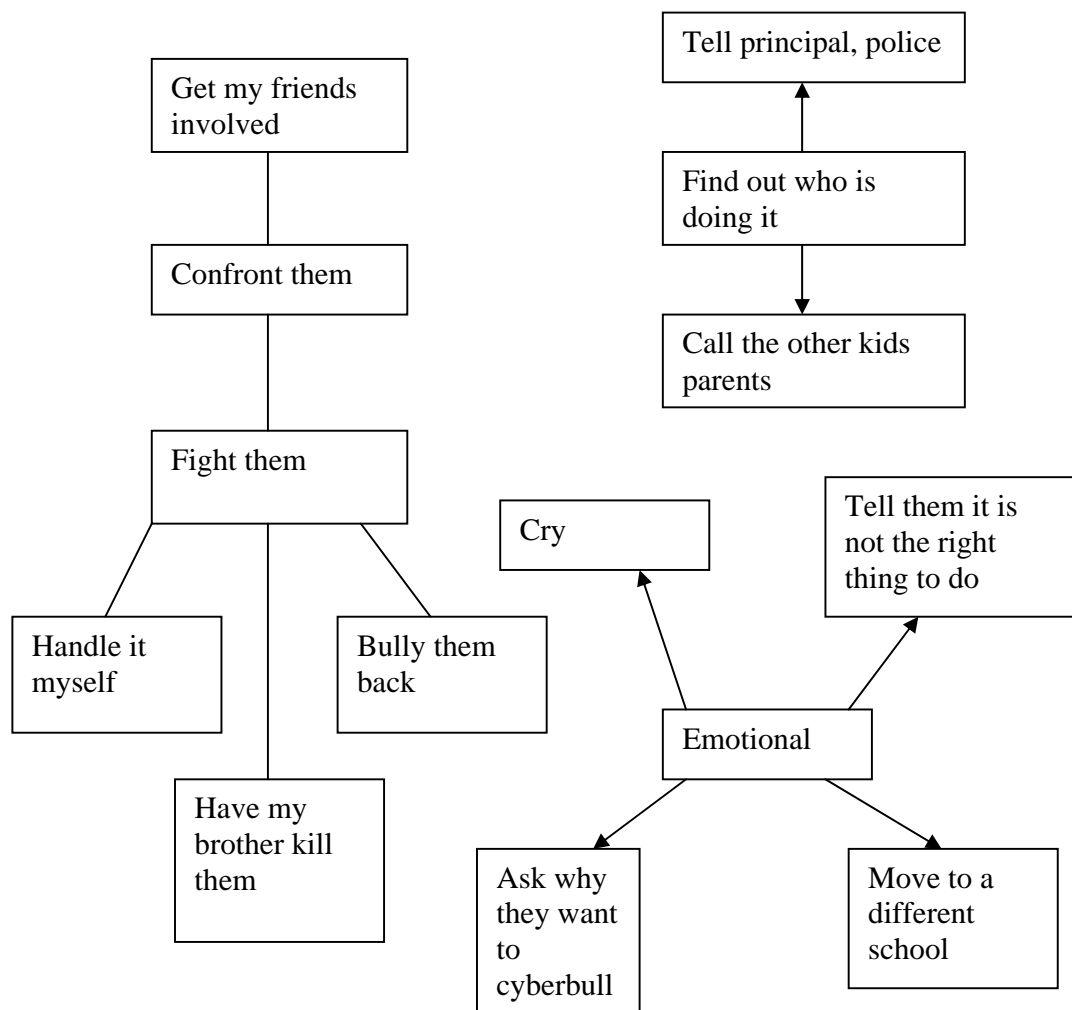 Tell principal, police
Get my friends
involved
Find out who is
doing it
Confront them
Call the other kids
parents
Fight them
Tell them it is
not the right
thing to do
Cry
Handle it
myself
Bully them
back
Emotional
Have my
brother kill
them
Ask why
they want
to
cyberbull
Move to a
different
school